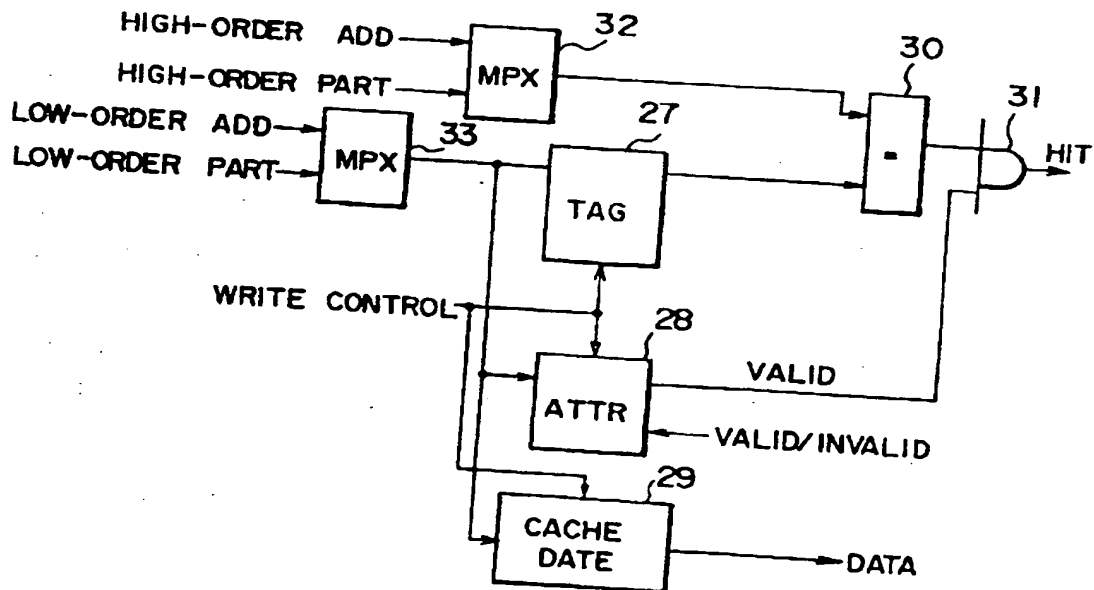 HIGH-ORDER ADD
32
HIGH-ORDER PART
MPX
30
LOW-ORDER ADD
33
27
31
LOW-ORDER PART
MPX
=
HIT
TAG
WRITE CONTROL
28
VALID
ATTR
VALID/INVALID
29
CACHE
DATE
DATA